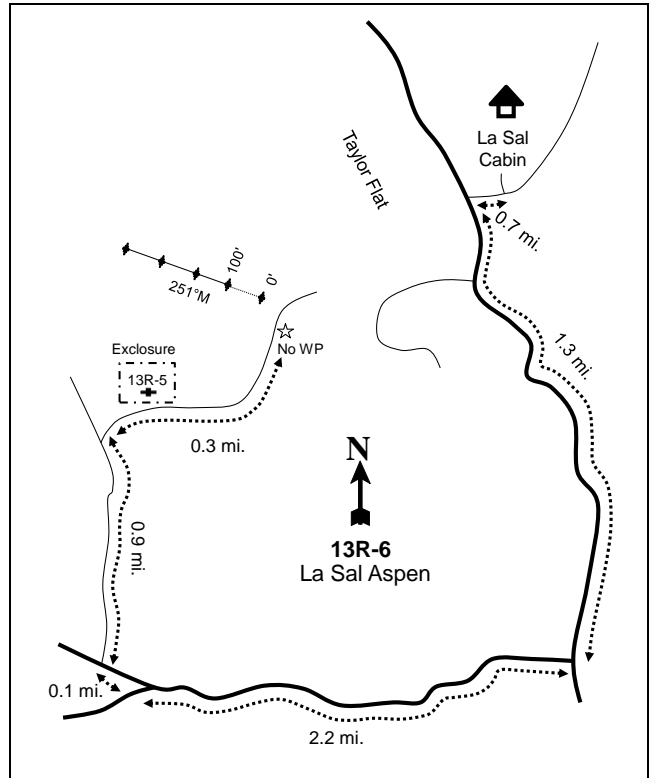 La Sal
Cabin
Taylor Flat
0.7 mi.
100'
0'
251°M
No WP
Exclosure
13R-5
1.3 mi.
0.3 mi.
N
13R-6
La Sal Aspen
0.9 mi.
0.1 mi.
2.2 mi.